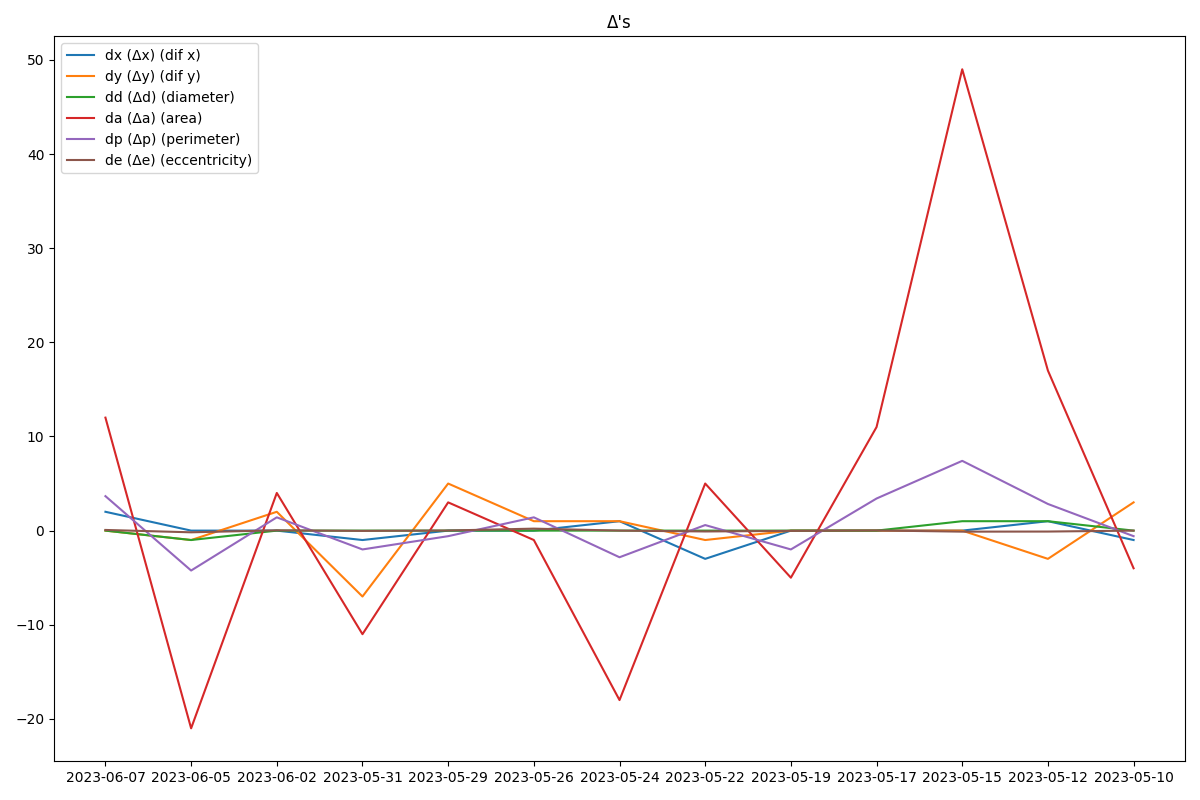 Δ's
dx (Δx) (dif x)
dy (Δy) (dif y)
dd (Δd) (diameter)
da (Δa) (area)
dp (Δp) (perimeter)
de (Δe) (eccentricity)
50
40
30
20
10
0
−10
−20
2023-06-07 2023-06-05 2023-06-02 2023-05-31 2023-05-29 2023-05-26 2023-05-24 2023-05-22 2023-05-19 2023-05-17 2023-05-15 2023-05-12 2023-05-10